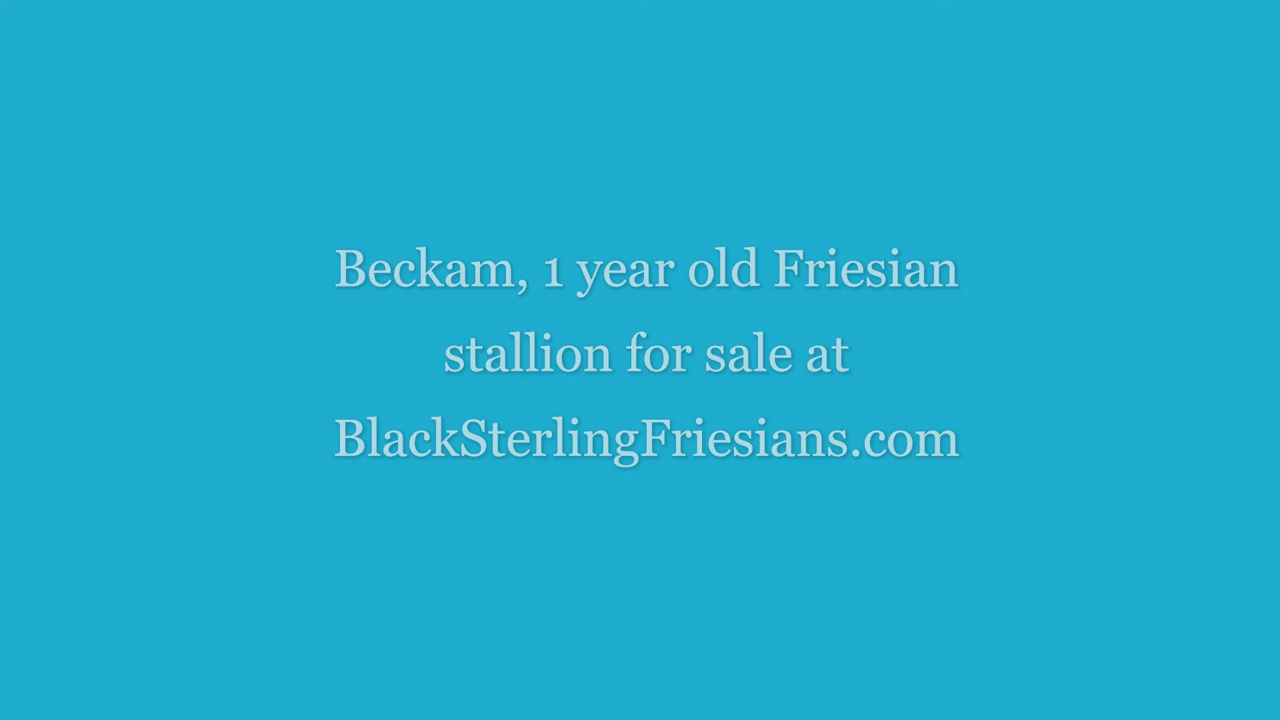 Beckam, 1 year old Friesian
stallion for sale at
BlackSterlingFriesians.com